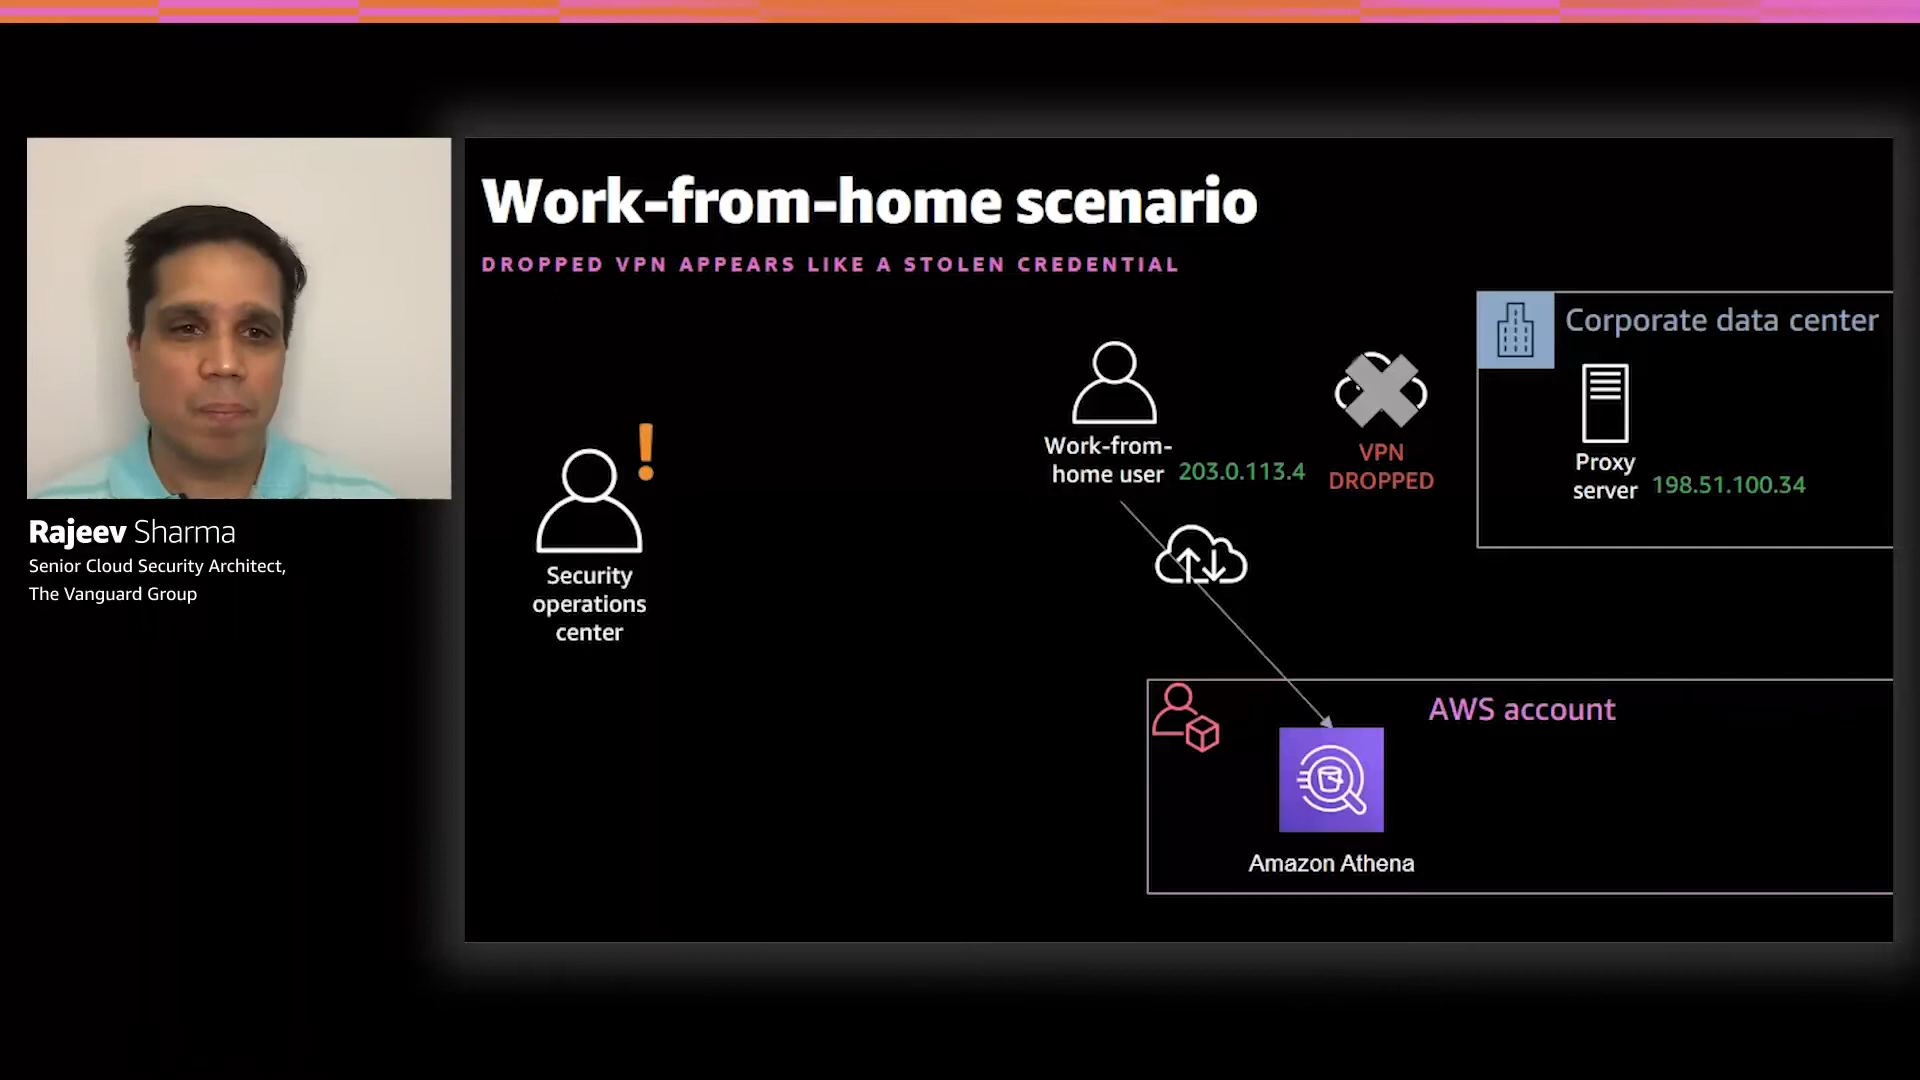 Work-from-home scenario
DROPPED VPN APPEARS LIKE A STOLEN CREDENTIAL
Corporate data center
Work-from-
home user
203.0.113.4
VPN
DROPPED
Proxy
server
198.51.100.34
Rajeev Sharma
Senior Cloud Security Architect,
The Vanguard Group
!
Security
operations
center
AWS account
Amazon Athena